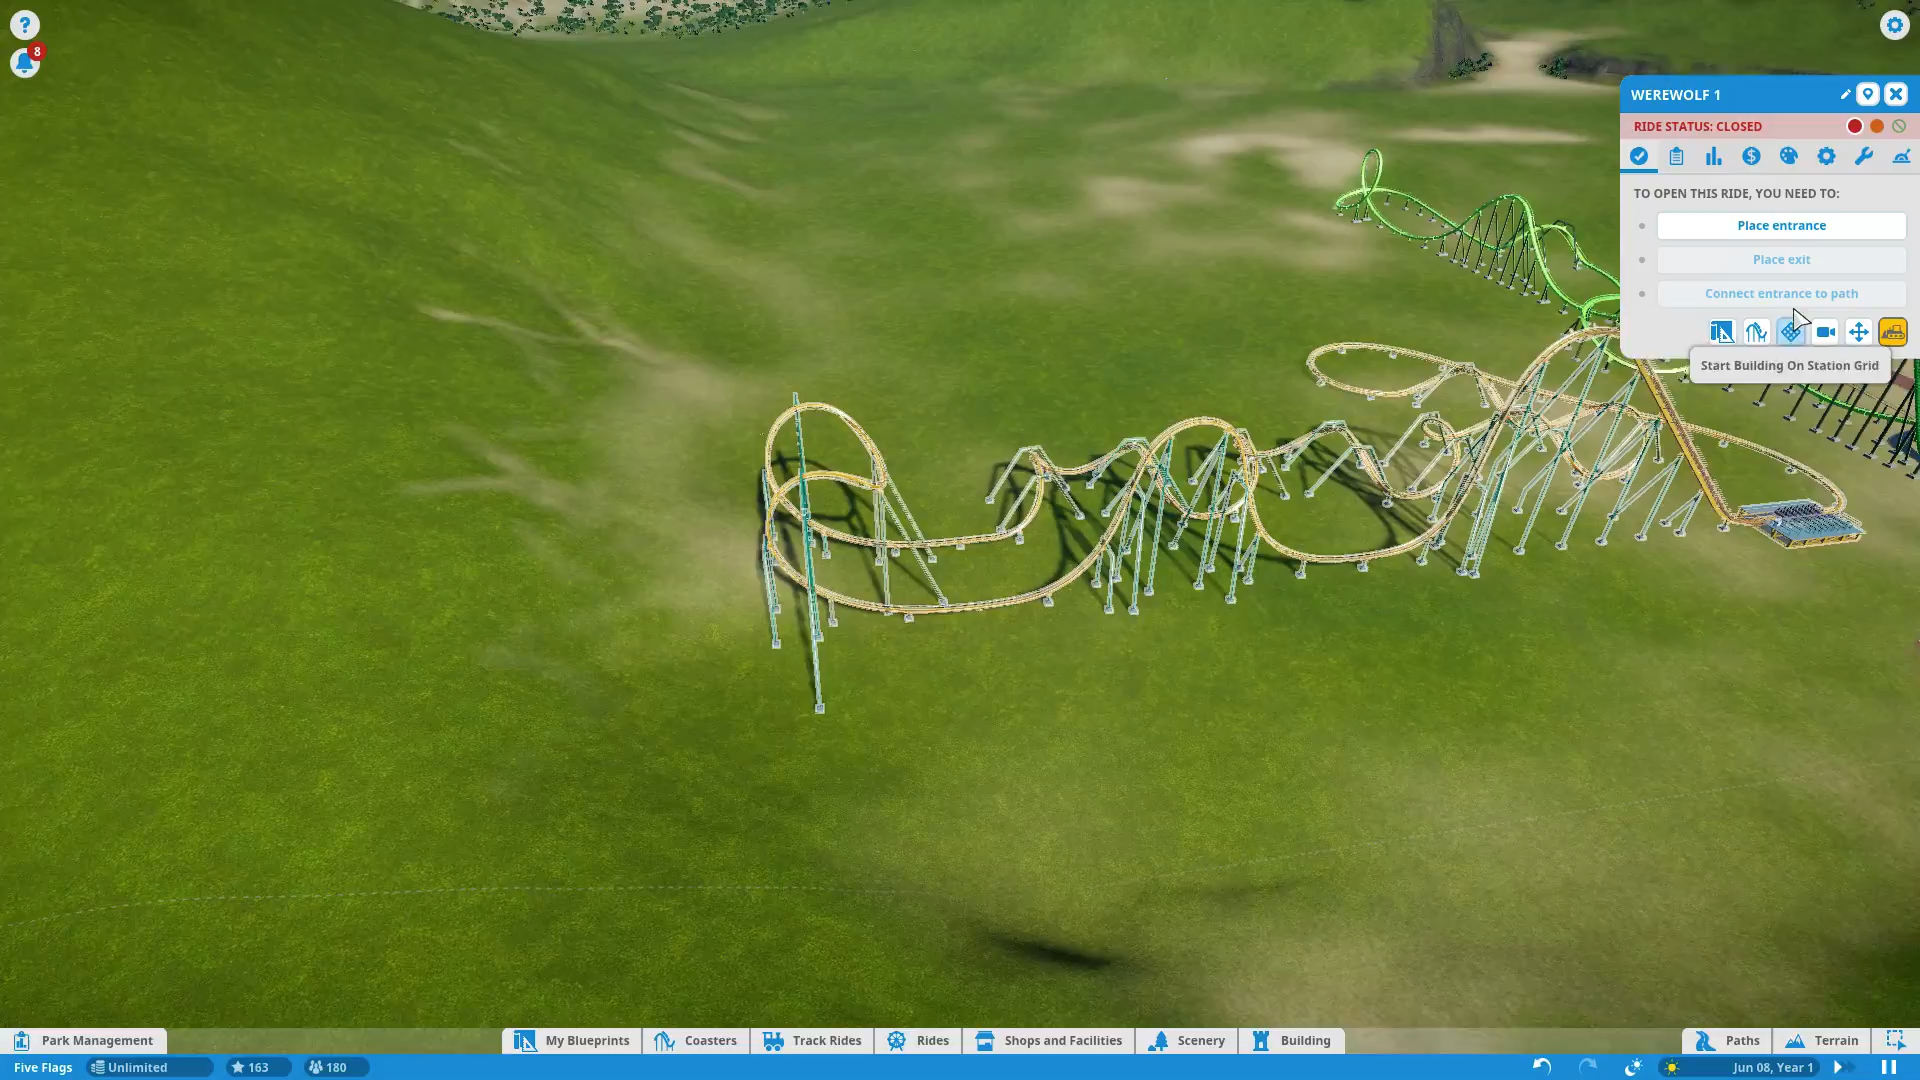 ?
8
WEREWOLF 1
RIDE STATUS: CLOSED
$
TO OPEN THIS RIDE, YOU NEED TO:
Place entrance
Place exit
Connect entrance to path
Start Building On Station Grid
Park Management
My Blueprints
Coasters
Track Rides
Rides
Shops and Facilities
Scenery
Building
Paths
Terrain
Five Flags
Unlimited
163
180
Jun 08, Year 1